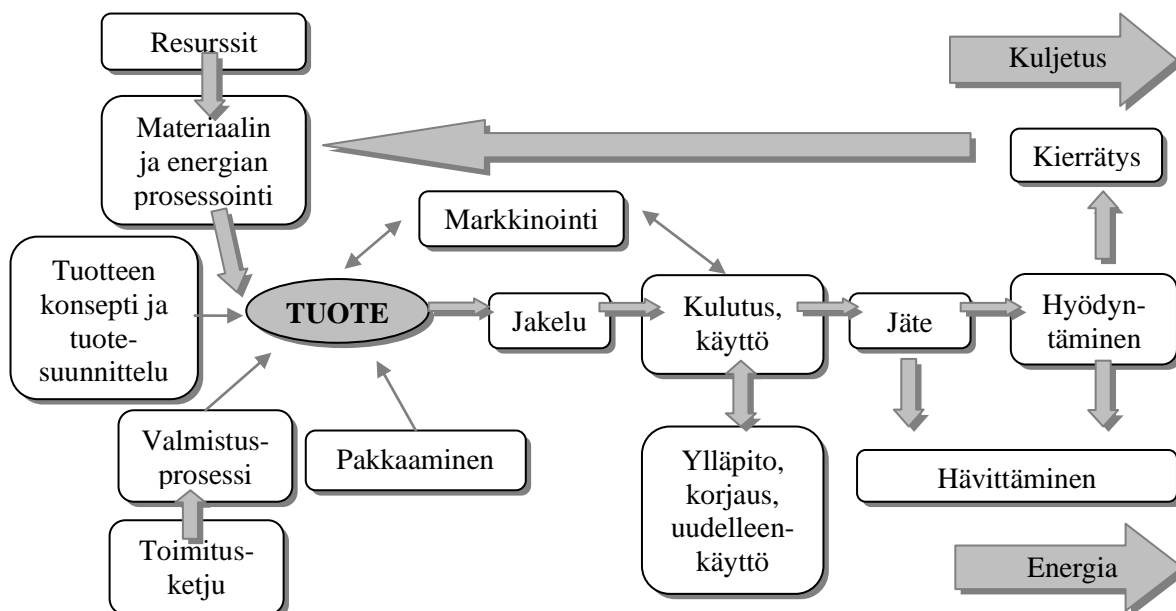 Resurssit
Kuljetus
Materiaalin
ja energian
prosessointi
Kierrätys
Markkinointi
Tuotteen
konsepti ja
tuote-
suunnittelu
TUOTE
Jakelu
Kulutus,
käyttö
Jäte
Hyödyn-
täminen
Valmistus-
prosessi
Pakkaaminen
Ylläpito,
korjaus,
uudelleen-
käyttö
Hävittäminen
Toimitus-
ketju
Energia